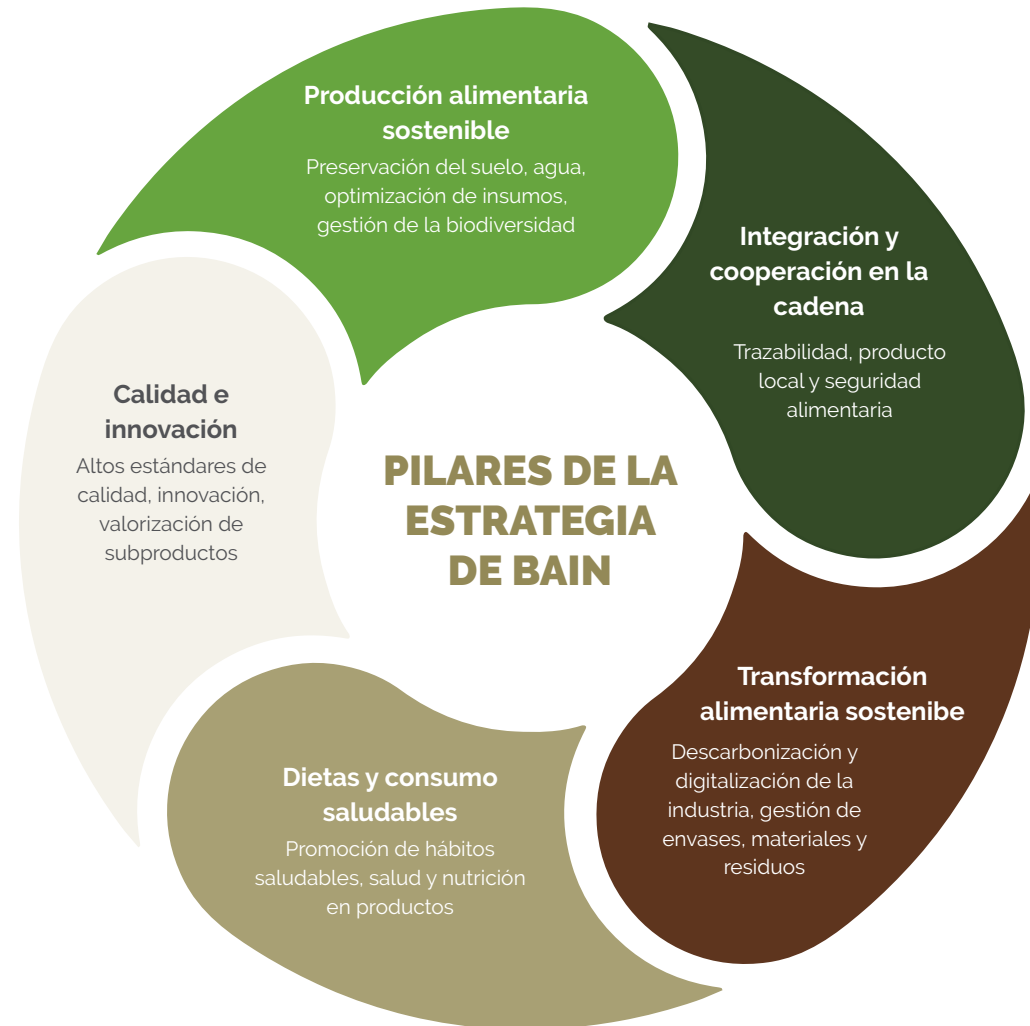 Producción alimentaria
sostenible
Preservación del suelo, agua,
optimización de insumos,
gestión de la biodiversidad
Integración y
cooperación en la
cadena
Trazabilidad, producto
local y seguridad
alimentaria
Calidad e
innovación
Altos estándares de
calidad, innovación,
valorización de
subproductos
PILARES DE LA
ESTRATEGIA
DE BAIN
Transformación
alimentaria sostenibe
Descarbonización y
digitalización de la
industria, gestión de
envases, materiales y
residuos
Dietas y consumo
saludables
Promoción de hábitos
saludables, salud y nutrición
en productos